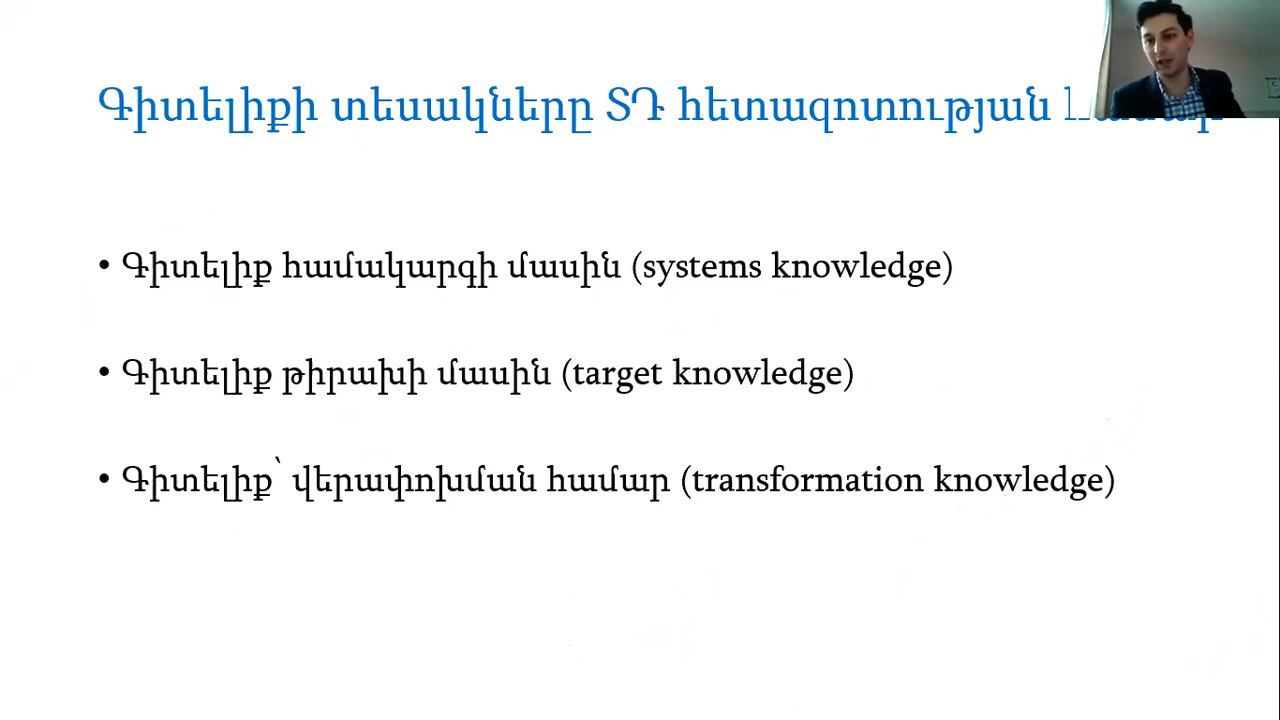 Գիտելիքի տեսակները ՏԴ հետազոտության
• Գիտելիք համակարգի մասին (systems knowledge)
• Գիտելիք թիրախի մասին (target knowledge)
• Գիտելիք՝ վերափոխման համար (transformation knowledge)